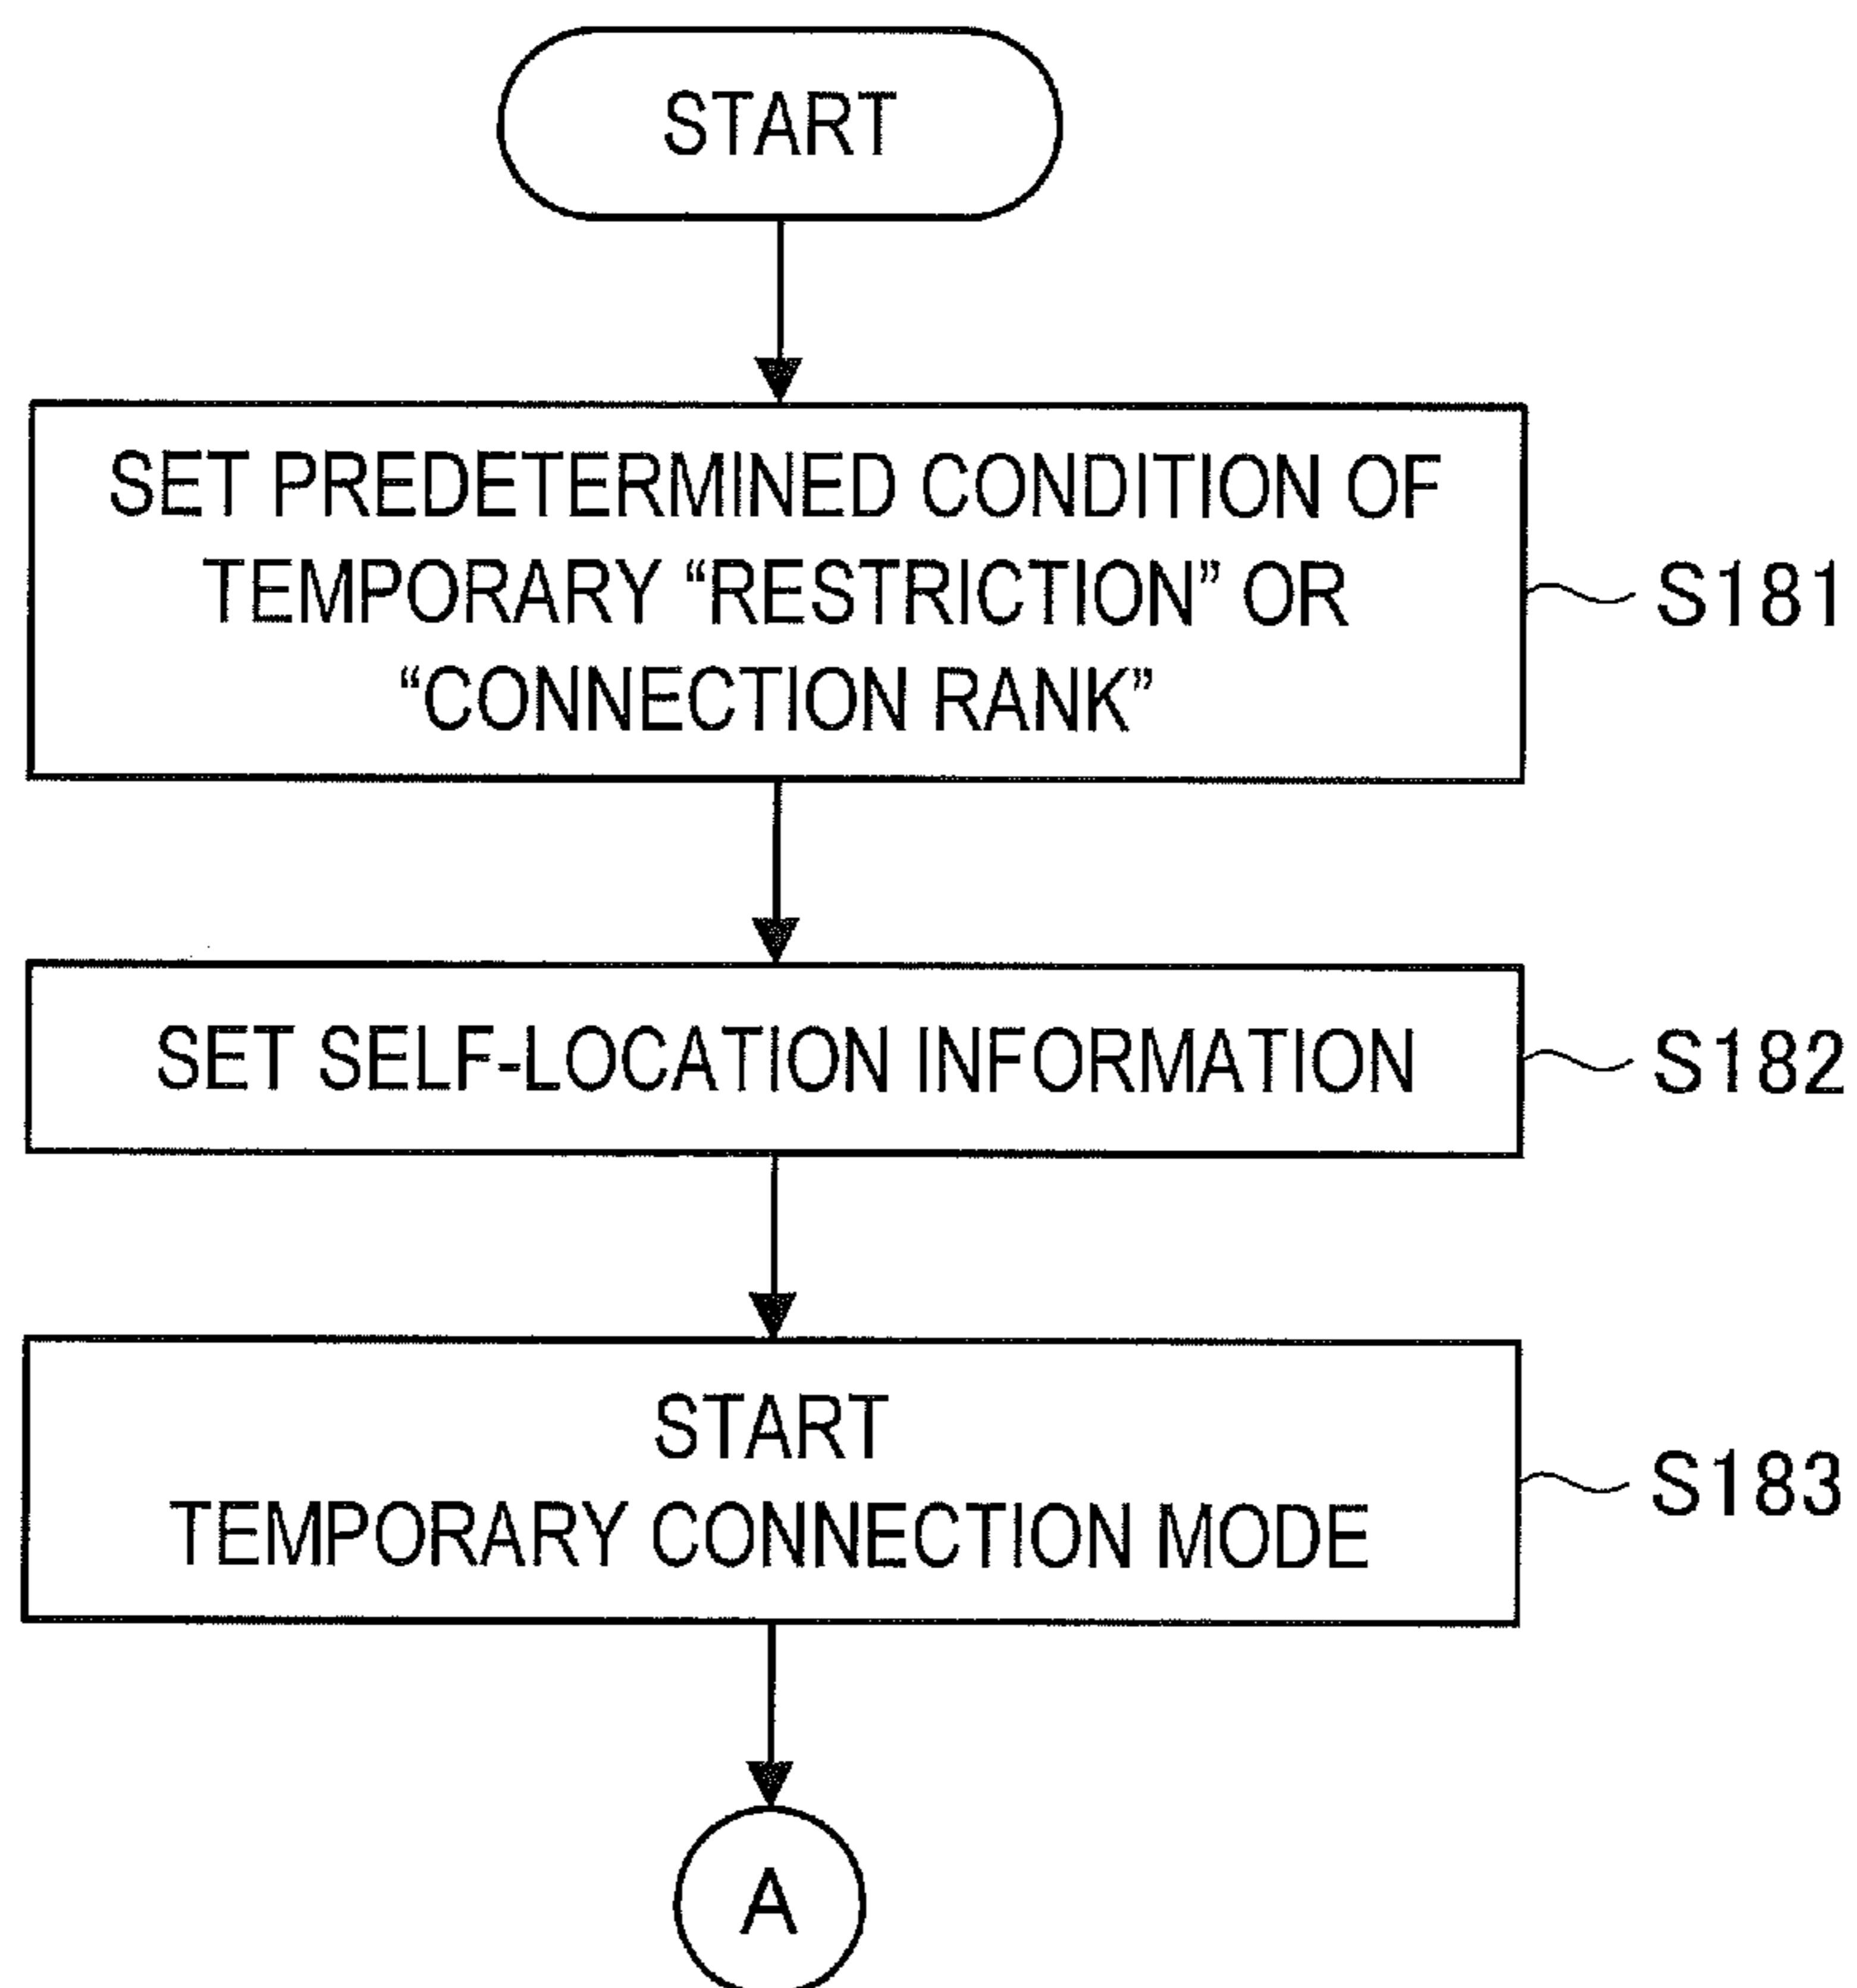 START
SET PREDETERMINED CONDITION OF
TEMPORARY “RESTRICTION” OR
“CONNECTION RANK”
S181
SET SELF-LOCATION INFORMATION
S182
START
TEMPORARY CONNECTION MODE
S183
A